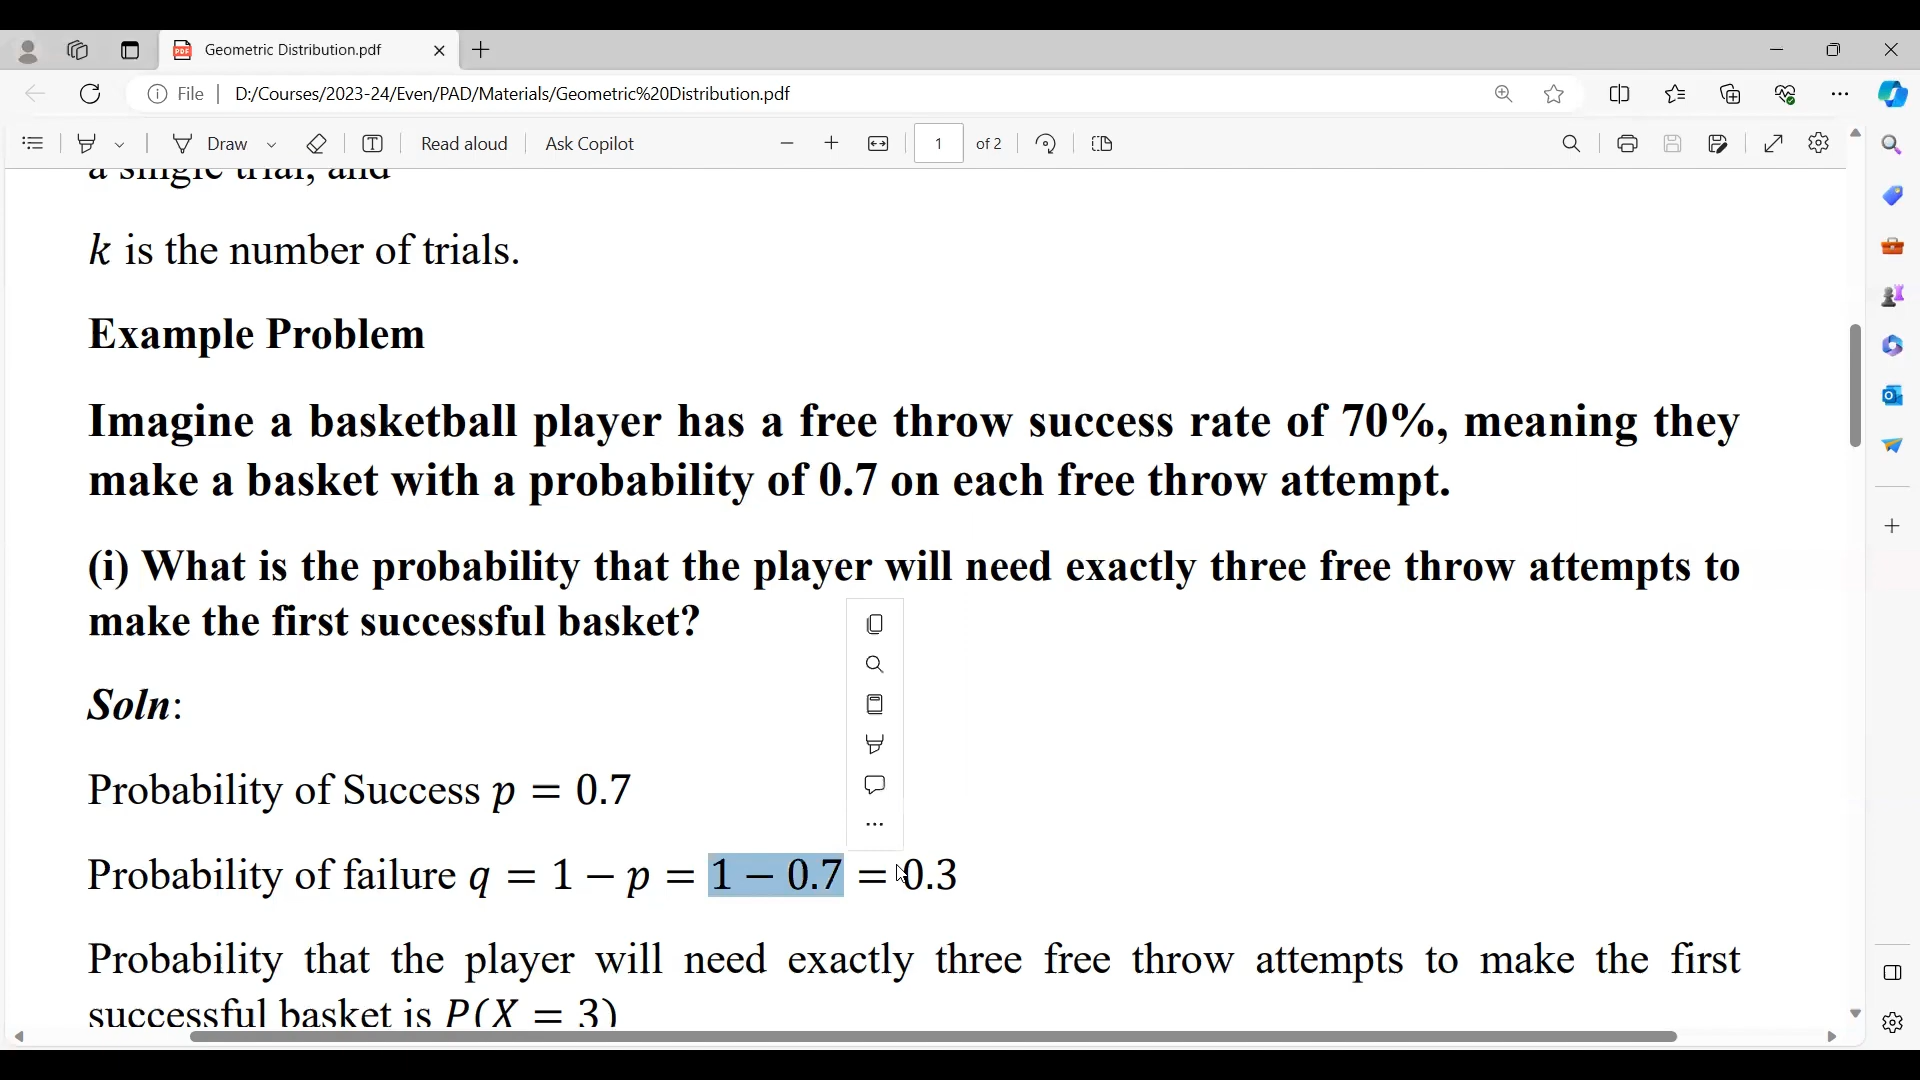 Geometric Distribution.pdf
File | D:/Courses/2023-24/Even/PAD/Materials/Geometric%20Distribution.pdf
Draw Read aloud Ask Copilot 1 of 2
a single trial, and
k is the number of trials.
Example Problem
Imagine a basketball player has a free throw success rate of 70%, meaning they
make a basket with a probability of 0.7 on each free throw attempt.
(i) What is the probability that the player will need exactly three free throw attempts to
make the first successful basket?
Soln:
Probability of Success p = 0.7
Probability of failure q = 1 − p = 1 − 0.7 = 0.3
Probability that the player will need exactly three free throw attempts to make the first
successful basket is P(X = 3)